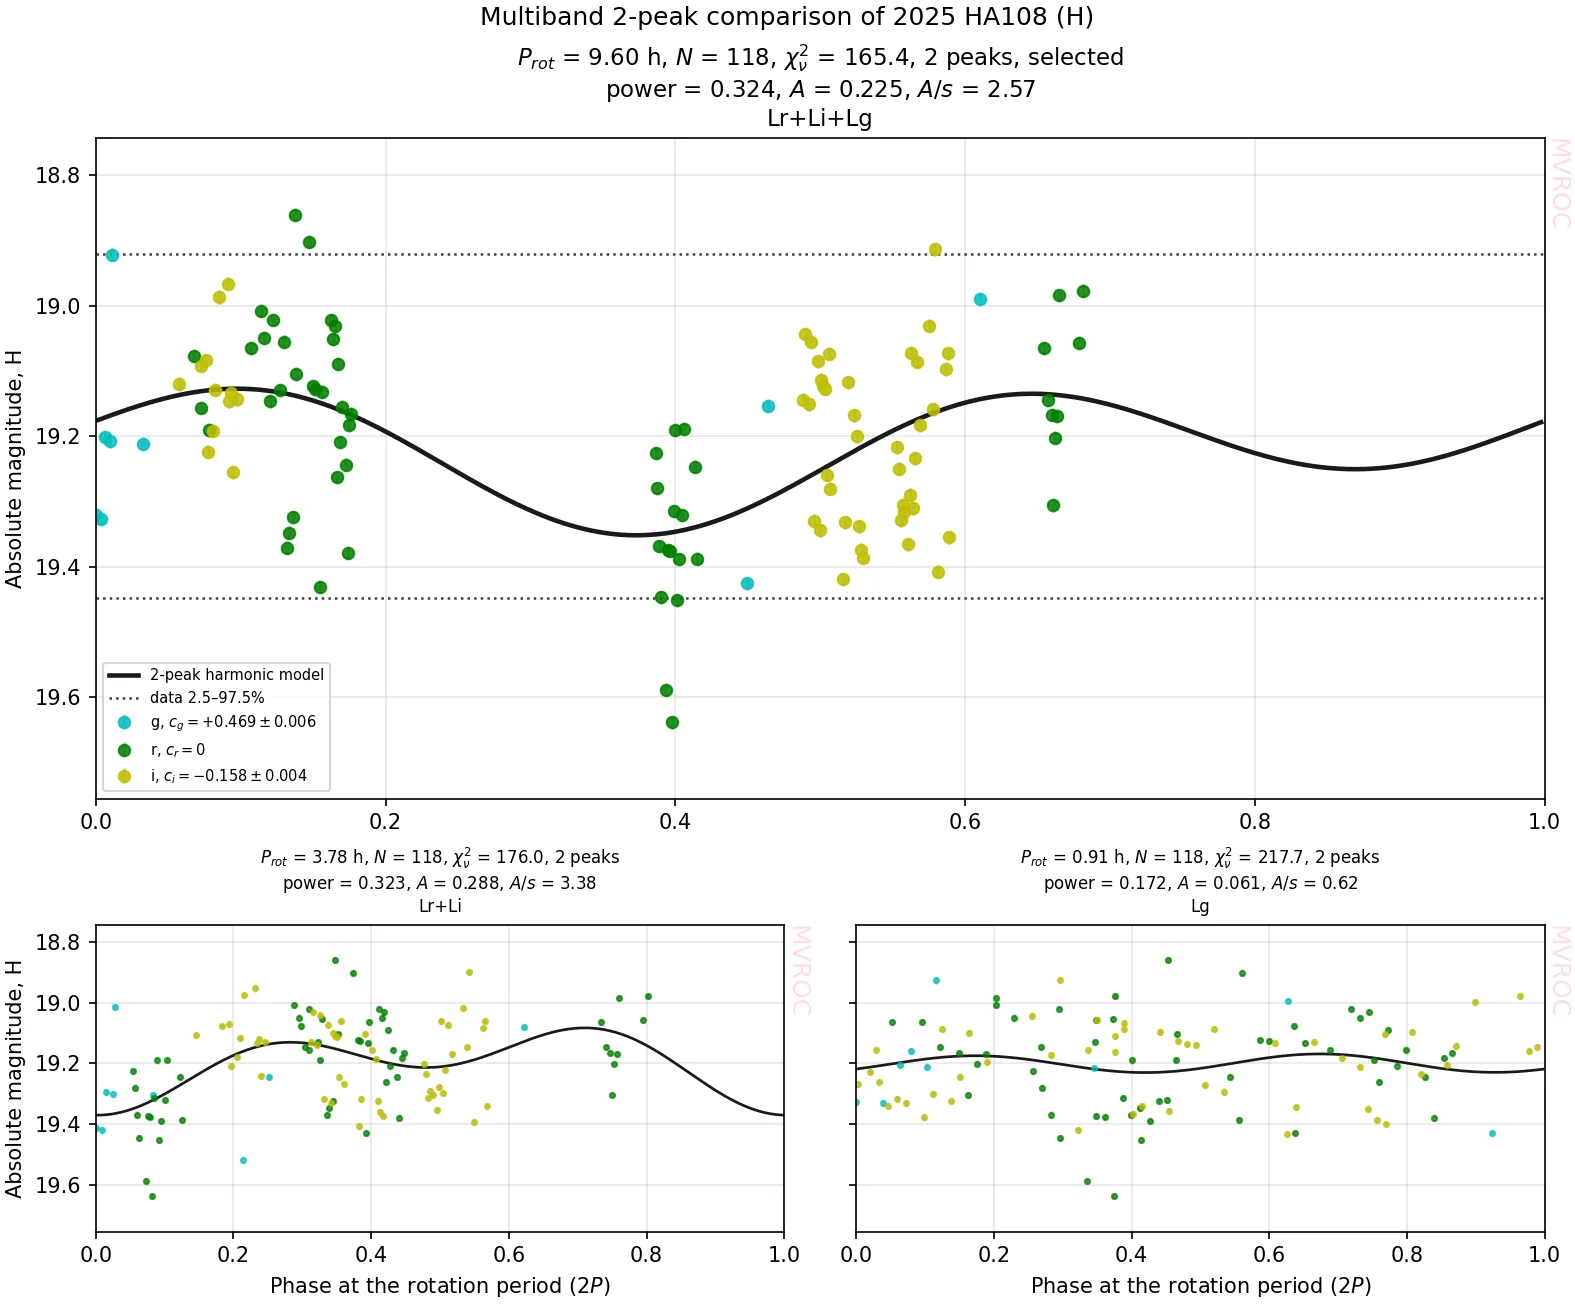 Multiband 2-peak comparison of 2025 HA108 (H)
P_rot = 9.60 h, N = 118, χ²_ν = 165.4, 2 peaks, selected
power = 0.324, A = 0.225, A/s = 2.57
Lr+Li+Lg
MVROC
Absolute magnitude, H
18.8
19.0
19.2
19.4
19.6
2-peak harmonic model
data 2.5–97.5%
g, c_g = +0.469 ± 0.006
r, c_r = 0
i, c_i = −0.158 ± 0.004
0.0 0.2 0.4 0.6 0.8 1.0
P_rot = 3.78 h, N = 118, χ²_ν = 176.0, 2 peaks
power = 0.323, A = 0.288, A/s = 3.38
Lr+Li
MVROC
Absolute magnitude, H
18.8
19.0
19.2
19.4
19.6
0.0 0.2 0.4 0.6 0.8 1.0
Phase at the rotation period (2P)
P_rot = 0.91 h, N = 118, χ²_ν = 217.7, 2 peaks
power = 0.172, A = 0.061, A/s = 0.62
Lg
MVROC
0.0 0.2 0.4 0.6 0.8 1.0
Phase at the rotation period (2P)